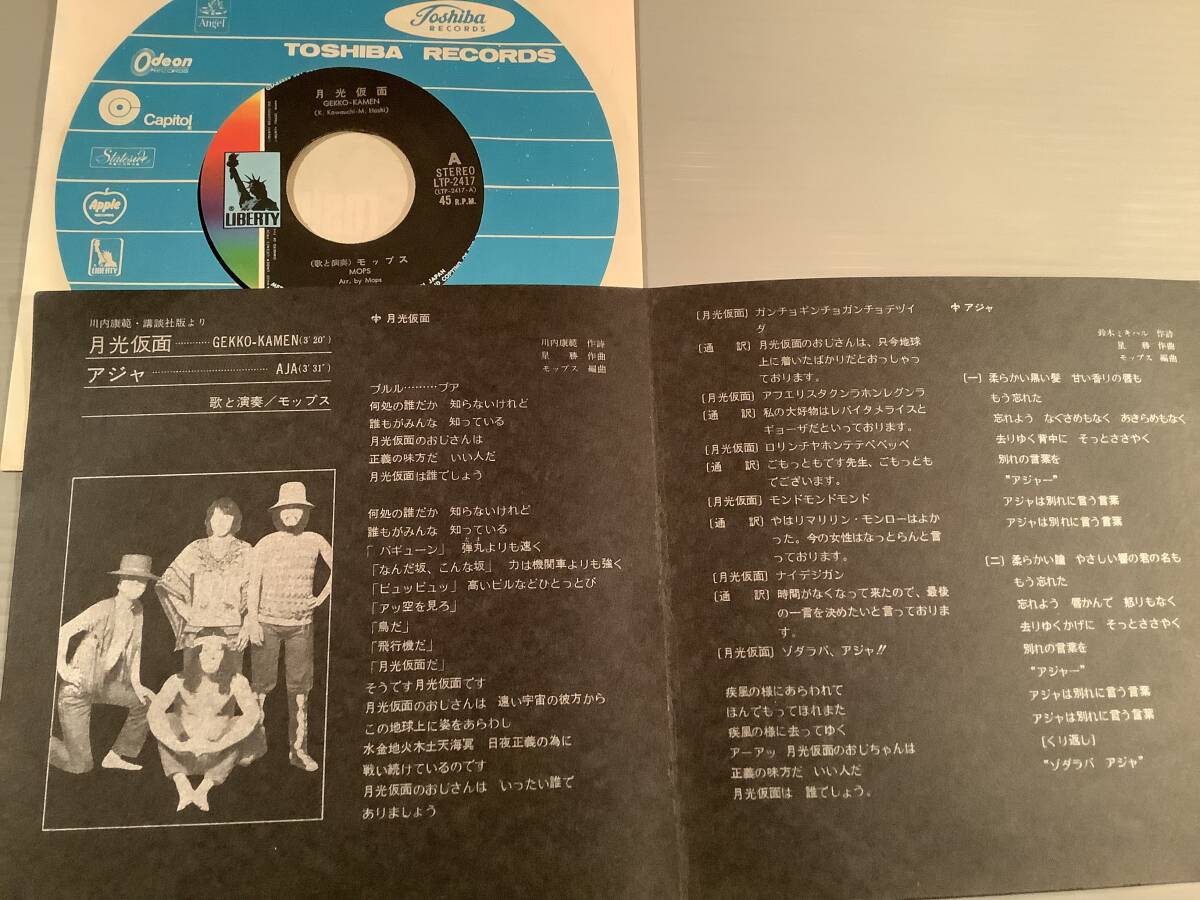 Angel
Toshiba
RECORDS
TOSHIBA RECORDS
Odeon
Capitol
Stateside
Apple
LIBERTY
月光仮面
GEKKO-KAMEN
(K. Kawauchi-M. Hoshi)
A
STEREO
LTP-2417
(LTP-2417-A)
45 R.P.M.
LIBERTY
(歌と演奏) モップス
MOPS
Arr. by Mops
川内康範・講談社版より
月光仮面…………GEKKO-KAMEN(3′20″)
アジャ……………………………AJA(3′31″)
歌と演奏/モップス
月光仮面
川内康範 作詩
星 勝 作曲
モップス 編曲
ブルル………ブア
何処の誰だか 知らないけれど
誰もがみんな 知っている
月光仮面のおじさんは
正義の味方だ いい人だ
月光仮面は誰でしょう
何処の誰だか 知らないけれど
誰もがみんな 知っている
「バギューン」 弾丸よりも速く
「なんだ坂、こんな坂」 力は機関車よりも強く
「ビュッビュッ」 高いビルなどひとっとび
「アッ空を見ろ」
「鳥だ」
「飛行機だ」
「月光仮面だ」
そうです月光仮面です
月光仮面のおじさんは 遠い宇宙の彼方から
この地球上に姿をあらわし
水金地火木土天海冥 日夜正義の為に
戦い続けているのです
月光仮面のおじさんは いったい誰で
ありましょう
〔月光仮面〕ガンチョギンチョガンチョデヅイ
ダ
〔通 訳〕月光仮面のおじさんは、只今地球
上に着いたばかりだとおっしゃっ
ております。
〔月光仮面〕アフエリスタクンラホンレグンラ
〔通 訳〕私の大好物はレバイタメライスと
ギョーザだといっております。
〔月光仮面〕ロリンチヤホンテテペペッペ
〔通 訳〕ごもっともです先生、ごもっとも
でございます。
〔月光仮面〕モンドモンドモンド
〔通 訳〕やはりマリリン・モンローはよか
った。今の女性はなっとらんと言
っております。
〔月光仮面〕ナイデジガン
〔通 訳〕時間がなくなって来たので、最後
の一言を決めたいと言っておりま
す。
〔月光仮面〕ゾダラバ、アジャ!!
疾風の様にあらわれて
ほんでもってほれまた
疾風の様に去ってゆく
アーアッ 月光仮面のおじちゃんは
正義の味方だ いい人だ
月光仮面は 誰でしょう。
アジャ
鈴木ミキハル 作詩
星 勝 作曲
モップス 編曲
(一) 柔らかい黒い髪 甘い香りの唇も
もう忘れた
忘れよう なぐさめもなく あきらめもなく
去りゆく背中に そっとささやく
別れの言葉を
“アジャー”
アジャは別れに言う言葉
アジャは別れに言う言葉
(二) 柔らかい瞳 やさしい響の君の名も
もう忘れた
忘れよう 唇かんで 怒りもなく
去りゆくかげに そっとささやく
別れの言葉を
“アジャー”
アジャは別れに言う言葉
アジャは別れに言う言葉
〔くり返し〕
“ゾダラバ アジャ”